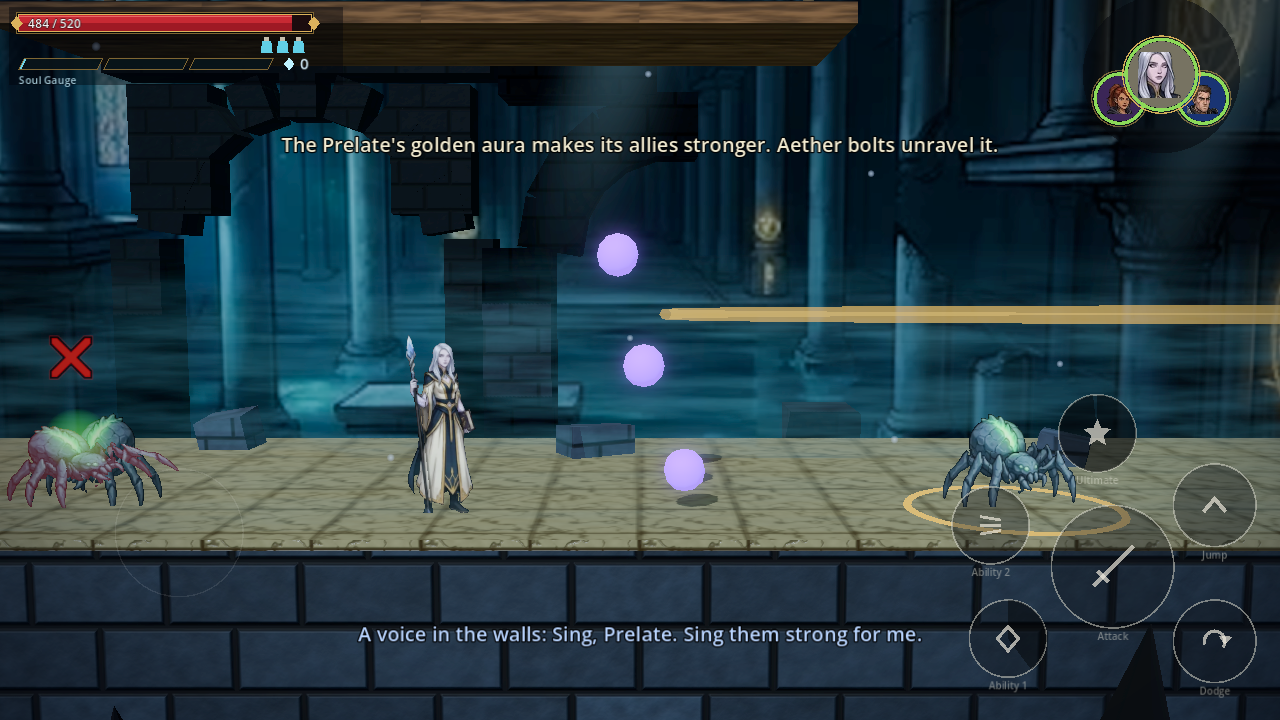 484 / 520
0
Soul Gauge
The Prelate's golden aura makes its allies stronger. Aether bolts unravel it.
Ultimate
Jump
Ability 2
Attack
A voice in the walls: Sing, Prelate. Sing them strong for me.
Ability 1
Dodge